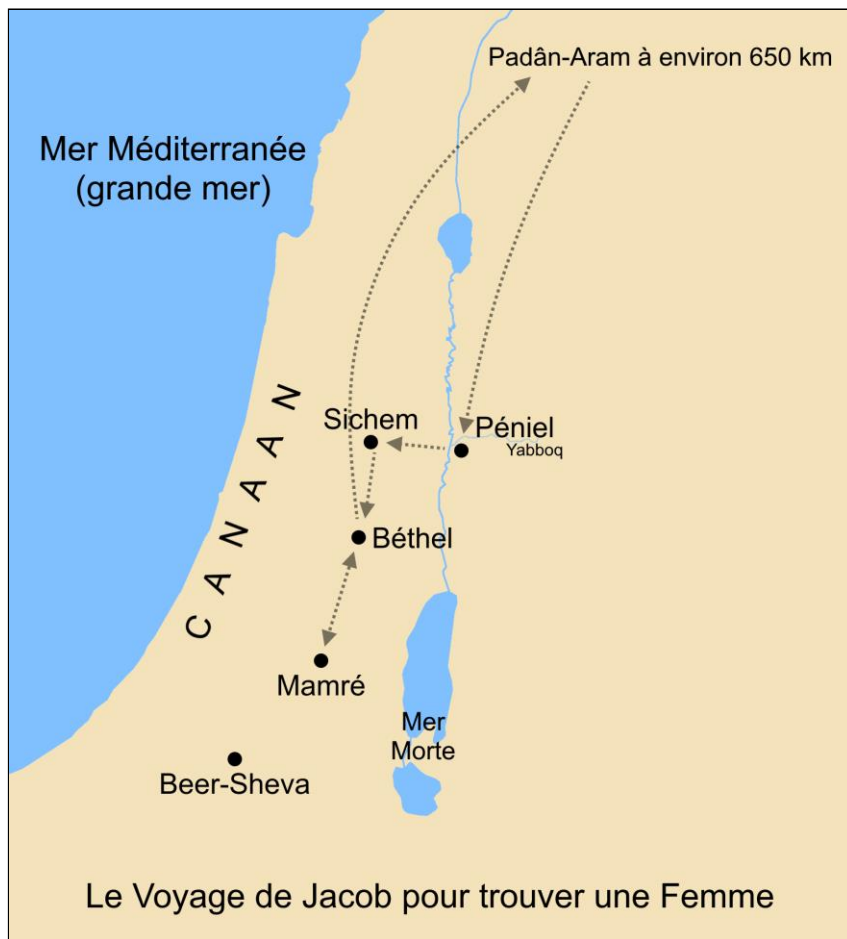 Padân-Aram à environ 650 km
Mer Méditerranée
(grande mer)
CANAAN
Sichem
Péniel
Yabboq
Béthel
Mamré
Mer
Morte
Beer-Sheva
Le Voyage de Jacob pour trouver une Femme